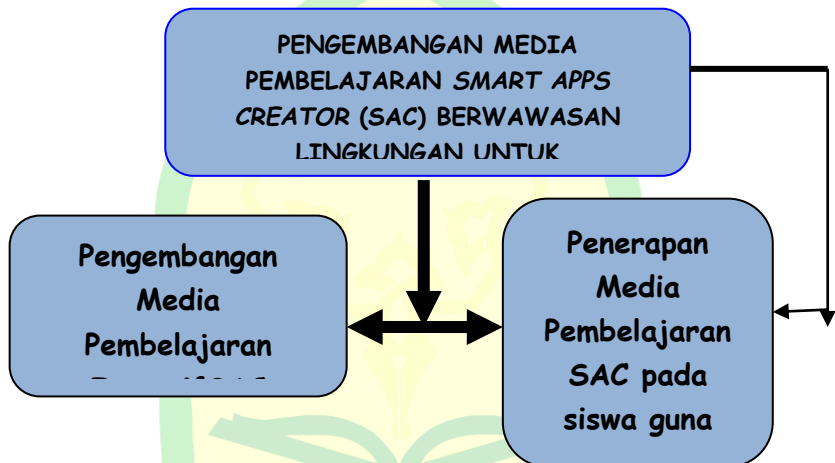 PENGEMBANGAN MEDIA
PEMBELAJARAN SMART APPS
CREATOR (SAC) BERWAWASAN
LINGKUNGAN UNTUK
Pengembangan
Media
Pembelajaran
Penerapan
Media
Pembelajaran
SAC pada
siswa guna